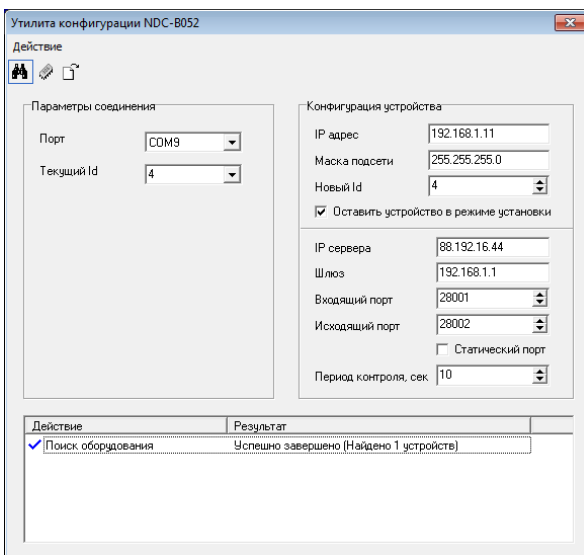 Утилита конфигурации NDC-B052
Действие
Параметры соединения
Порт COM9
Текущий Id 4
Конфигурация устройства
IP адрес 192.168.1.11
Маска подсети 255.255.255.0
Новый Id 4
Оставить устройство в режиме установки
IP сервера 88.192.16.44
Шлюз 192.168.1.1
Входящий порт 28001
Исходящий порт 28002
Статический порт
Период контроля, сек 10
Действие Результат
Поиск оборудования Успешно завершено (Найдено 1 устройств)